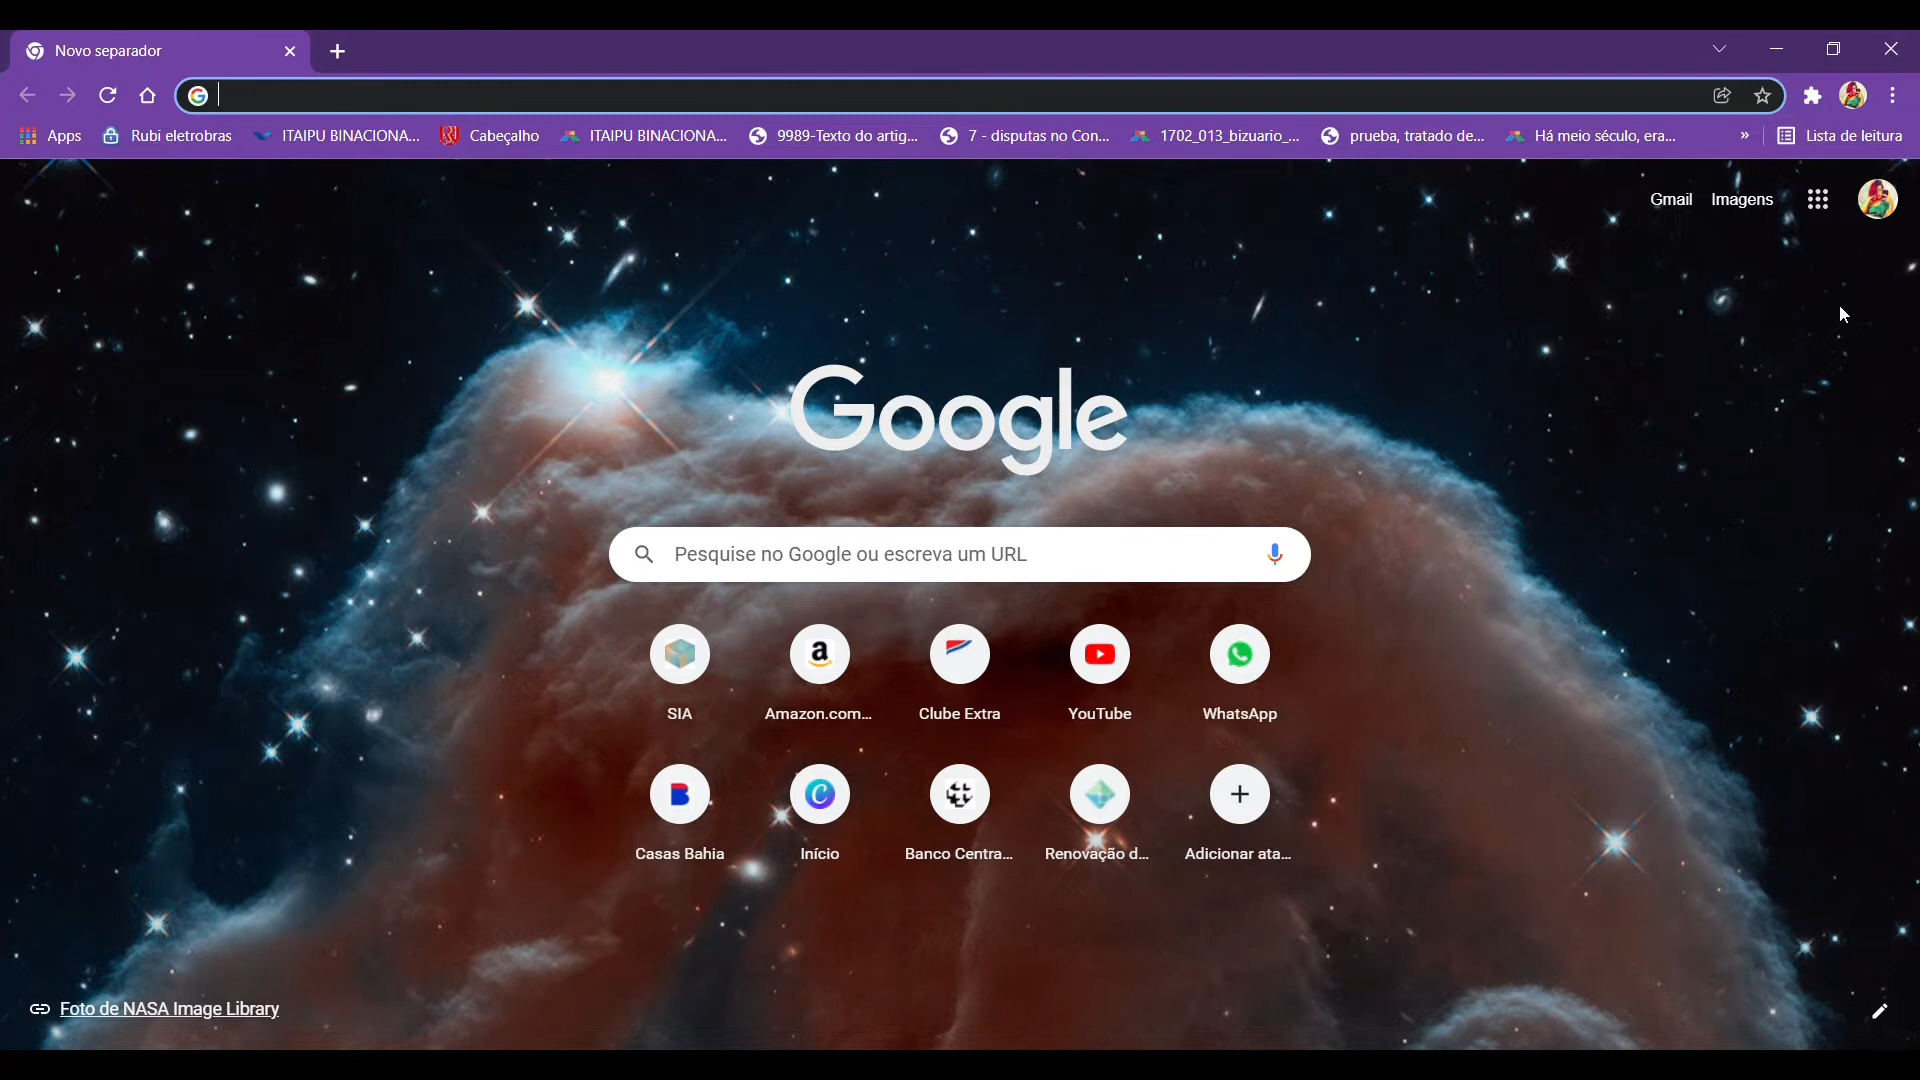 Novo separador
Apps
Rubi eletrobras
ITAIPU BINACIONA...
Cabeçalho
ITAIPU BINACIONA...
9989-Texto do artig...
7 - disputas no Con...
1702_013_bizuario_...
prueba, tratado de...
Há meio século, era...
»
Lista de leitura
Gmail
Imagens
Google
Pesquise no Google ou escreva um URL
SIA
Amazon.com...
Clube Extra
YouTube
WhatsApp
Casas Bahia
Início
Banco Centra...
Renovação d...
Adicionar ata...
Foto de NASA Image Library